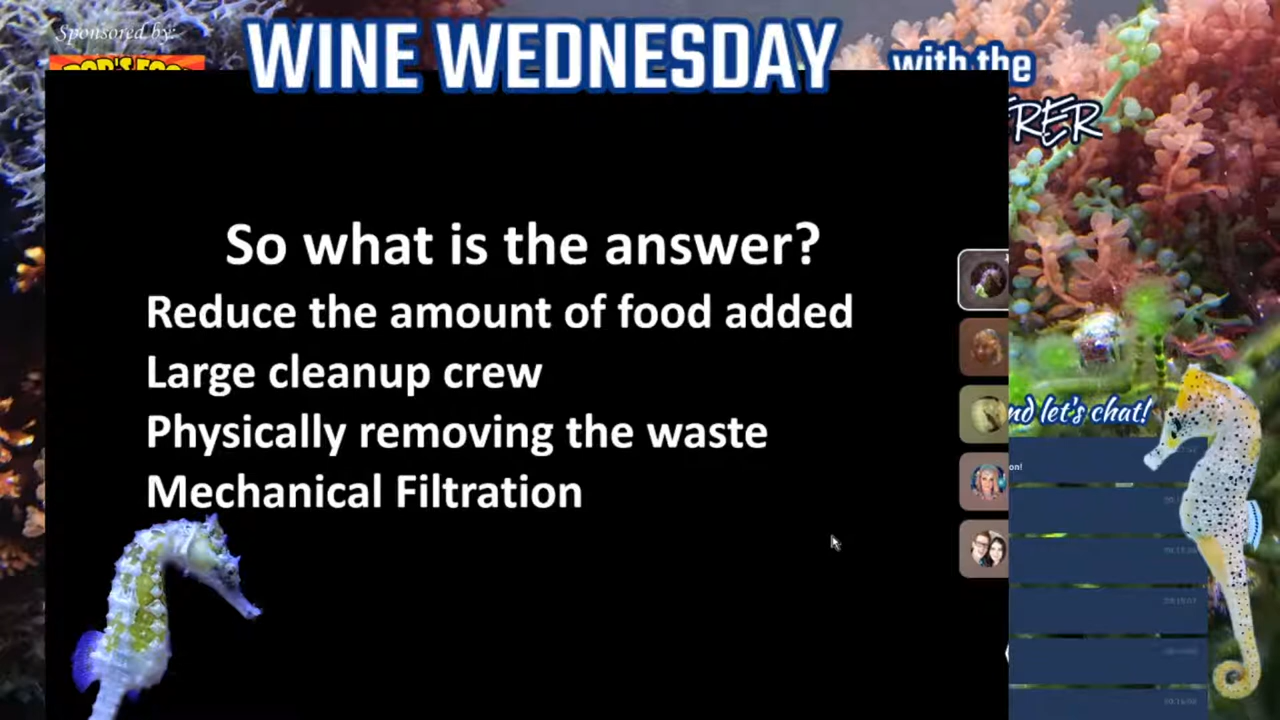 Sponsored by:
WINE WEDNESDAY
with the
So what is the answer?
Reduce the amount of food added
Large cleanup crew
Physically removing the waste
Mechanical Filtration
let's chat!
on!